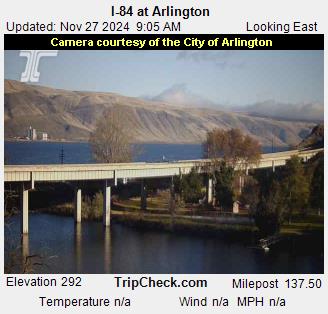 I-84 at Arlington
Updated: Nov 27 2024 9:05 AM Looking East
Camera courtesy of the City of Arlington
Elevation 292 TripCheck.com Milepost 137.50
Temperature n/a Wind n/a MPH n/a